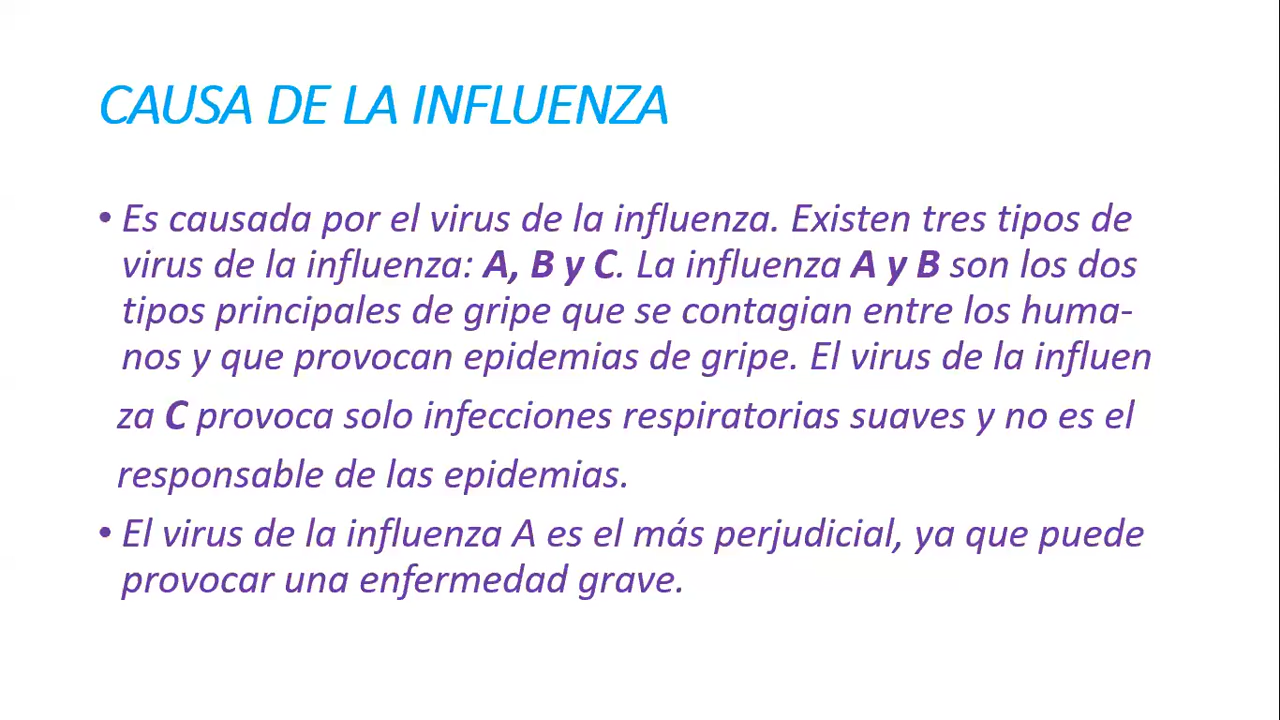 CAUSA DE LA INFLUENZA
• Es causada por el virus de la influenza. Existen tres tipos de
virus de la influenza: A, B y C. La influenza A y B son los dos
tipos principales de gripe que se contagian entre los huma-
nos y que provocan epidemias de gripe. El virus de la influen
za C provoca solo infecciones respiratorias suaves y no es el
responsable de las epidemias.
• El virus de la influenza A es el más perjudicial, ya que puede
provocar una enfermedad grave.